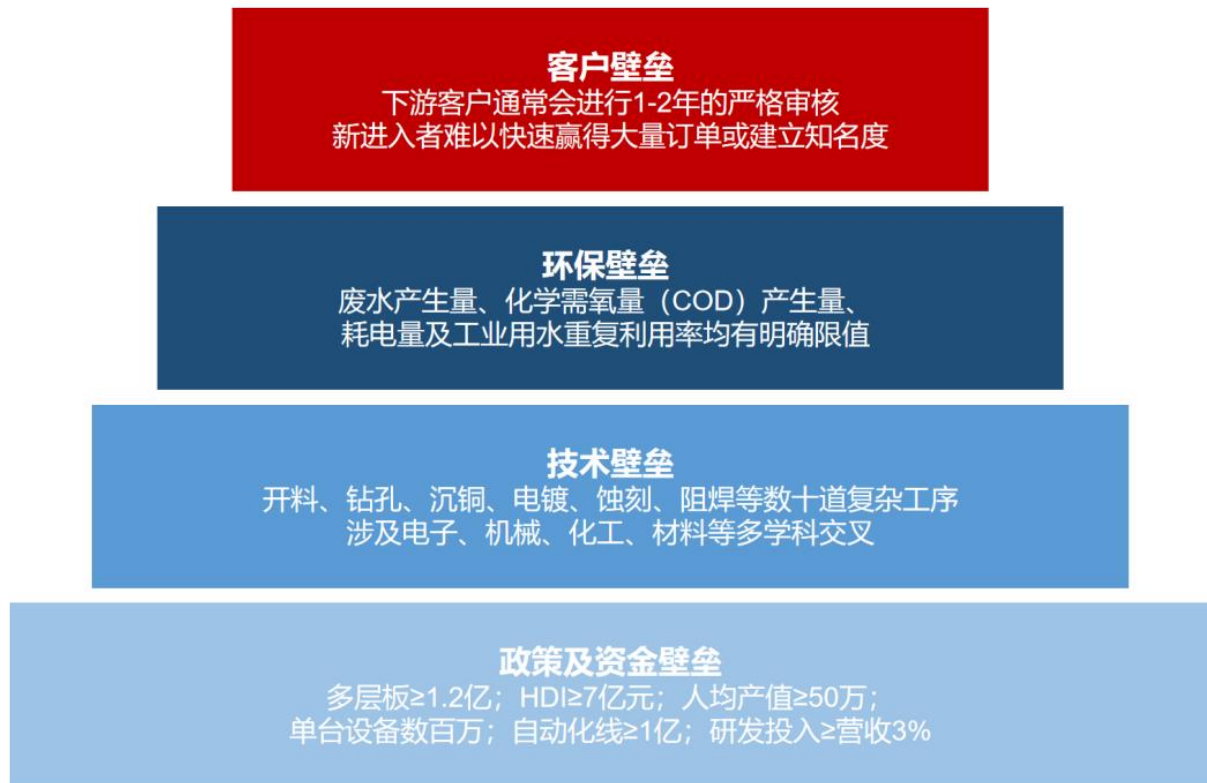 客户壁垒
下游客户通常会进行1-2年的严格审核
新进入者难以快速赢得大量订单或建立知名度
环保壁垒
废水产生量、化学需氧量（COD）产生量、
耗电量及工业用水重复利用率均有明确限值
技术壁垒
开料、钻孔、沉铜、电镀、蚀刻、阻焊等数十道复杂工序
涉及电子、机械、化工、材料等多学科交叉
政策及资金壁垒
多层板≥1.2亿；HDI≥7亿元；人均产值≥50万；
单台设备数百万；自动化线≥1亿；研发投入≥营收3%